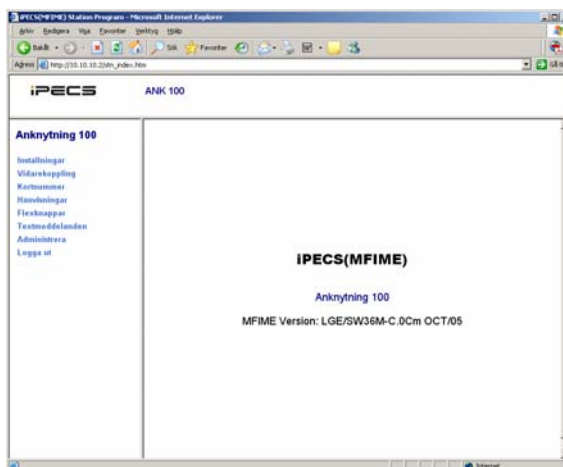 iPECS(MFIME) Station Program - Microsoft Internet Explorer
Arkiv Redigera Visa Favoriter Verktyg Hjälp
Bakåt Sök Favoriter
Adress http://10.10.10.2/stn_index.htm Gå till
iPECS ANK 100
Anknytning 100
Inställningar
Vidarekoppling
Kortnummer
Hänvisningar
Flexknappar
Textmeddelanden
Administrera
Logga ut
iPECS(MFIME)
Anknytning 100
MFIME Version: LGE/SW36M-C.0Cm OCT/05
Internet